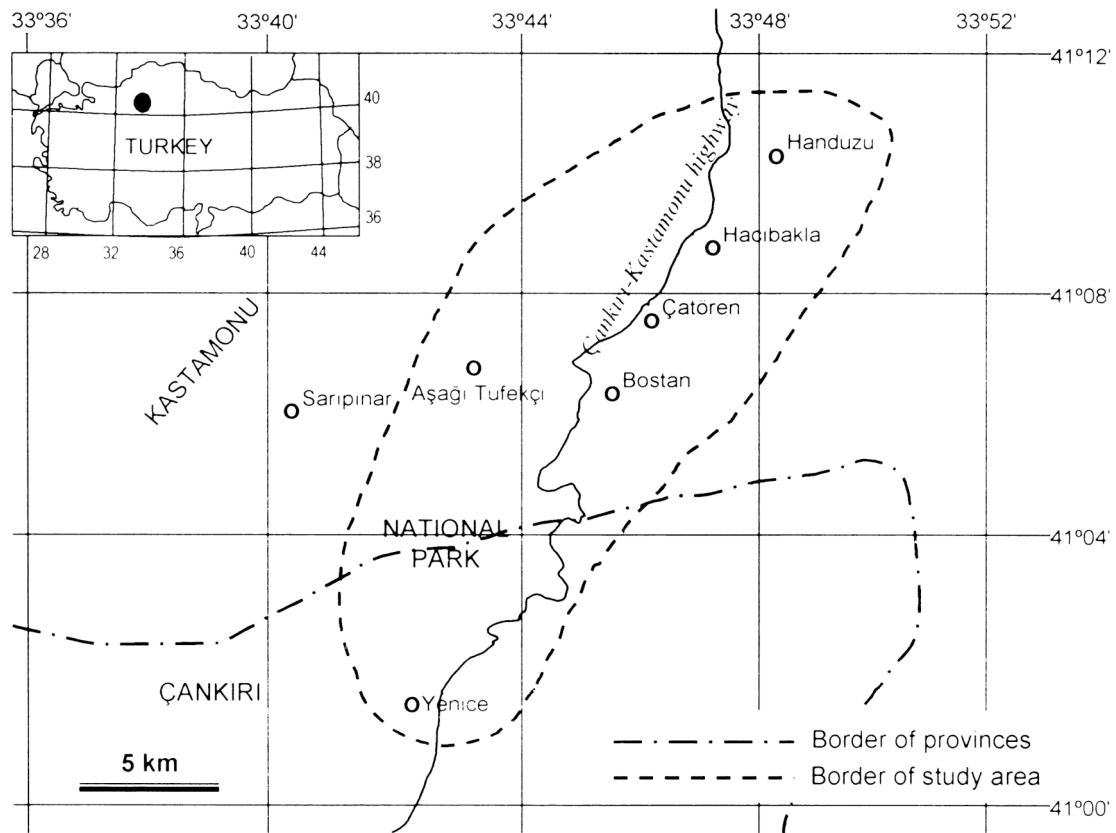 33°36' 33°40' 33°44' 33°48' 33°52'
41°12'
40
TURKEY
38
36
28 32 36 40 44
Çankırı-Kastamonu highway
Handuzu
Hacıbakla
41°08'
KASTAMONU
Çatören
Sarıpınar
Aşağı Tufekçi
Bostan
NATIONAL
PARK
41°04'
ÇANKIRI
Yenice
5 km
Border of provinces
Border of study area
41°00'